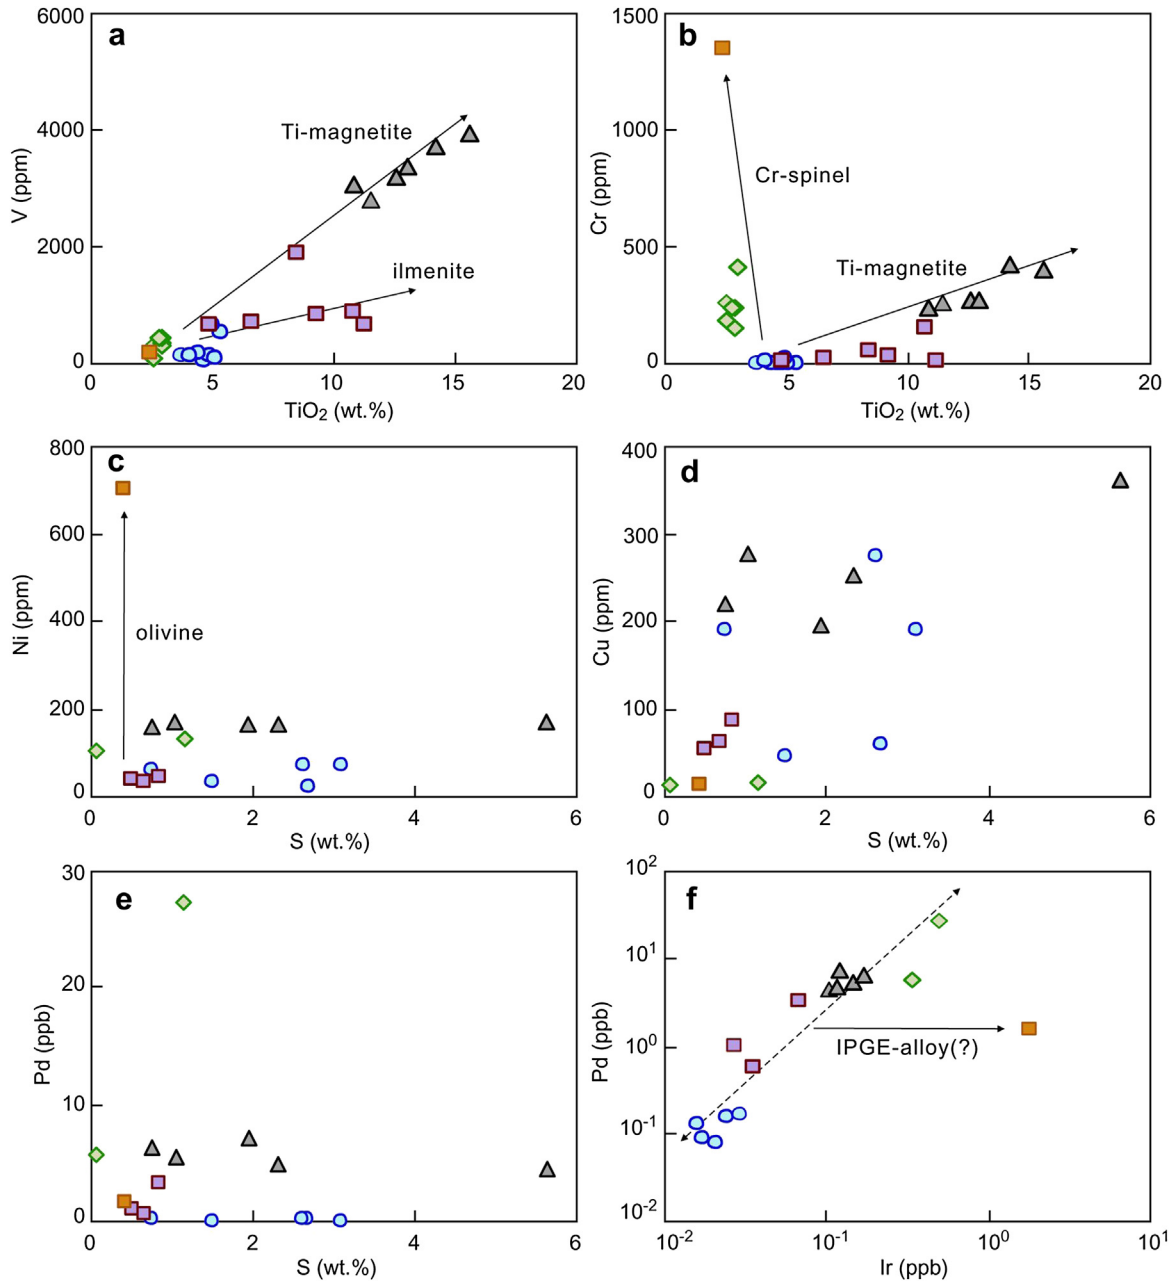 a
6000
4000
2000
0
V (ppm)
Ti-magnetite
ilmenite
0 5 10 15 20
TiO2 (wt.%)
b
1500
1000
500
0
Cr (ppm)
Cr-spinel
Ti-magnetite
0 5 10 15 20
TiO2 (wt.%)
c
800
600
400
200
0
Ni (ppm)
olivine
0 2 4 6
S (wt.%)
d
400
300
200
100
0
Cu (ppm)
0 2 4 6
S (wt.%)
e
30
20
10
0
Pd (ppb)
0 2 4 6
S (wt.%)
f
10^2
10^1
10^0
10^-1
10^-2
Pd (ppb)
IPGE-alloy(?)
10^-2 10^-1 10^0 10^1
Ir (ppb)